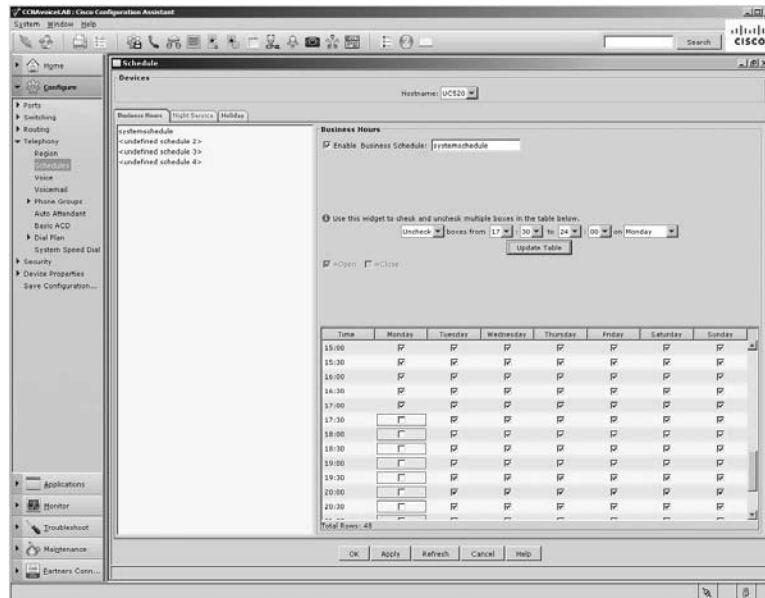 CCNAvoiceLAB : Cisco Configuration Assistant
System Window Help
Search
CISCO
Home
Configure
Ports
Switching
Routing
Telephony
Region
Schedules
Voice
Voicemail
Phone Groups
Auto Attendant
Basic ACD
Dial Plan
System Speed Dial
Security
Device Properties
Save Configuration...
Applications
Monitor
Troubleshoot
Maintenance
Partners Conn...
Schedule
Devices
Hostname: UC520
Business Hours Night Service Holiday
systemschedule
<undefined schedule 2>
<undefined schedule 3>
<undefined schedule 4>
Business Hours
Enable Business Schedule: systemschedule
Use this widget to check and uncheck multiple boxes in the table below.
Uncheck boxes from 17 : 30 to 24 : 00 on Monday
Update Table
=Open =Close
Time Monday Tuesday Wednesday Thursday Friday Saturday Sunday
15:00
15:30
16:00
16:30
17:00
17:30
18:00
18:30
19:00
19:30
20:00
20:30
Total Rows: 48
OK Apply Refresh Cancel Help